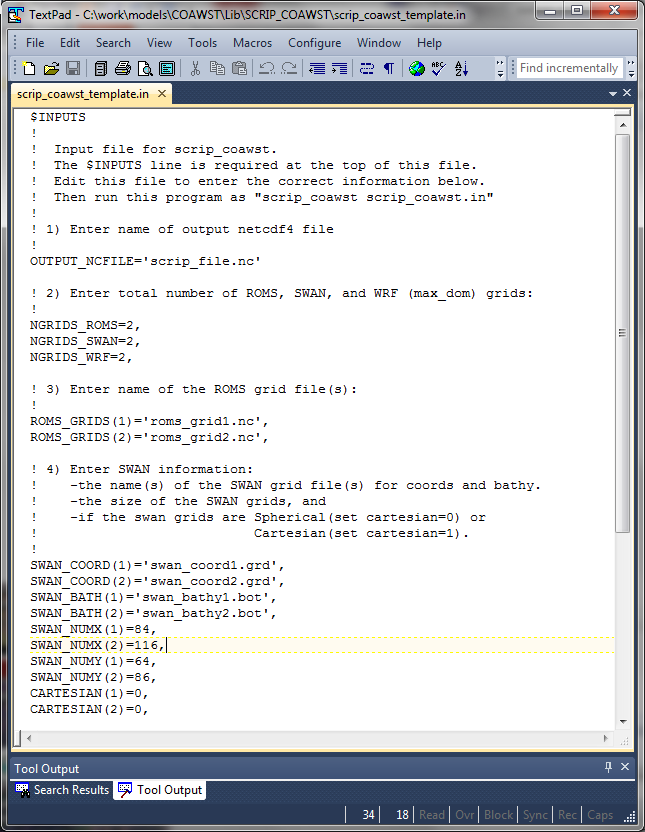 TextPad - C:\work\models\COAWST\Lib\SCRIP_COAWST\scrip_coawst_template.in
File Edit Search View Tools Macros Configure Window Help
Find incrementally
scrip_coawst_template.in
$INPUTS
!
!  Input file for scrip_coawst.
!  The $INPUTS line is required at the top of this file.
!  Edit this file to enter the correct information below.
!  Then run this program as "scrip_coawst scrip_coawst.in"
!
! 1) Enter name of output netcdf4 file
!
OUTPUT_NCFILE='scrip_file.nc'
! 2) Enter total number of ROMS, SWAN, and WRF (max_dom) grids:
!
NGRIDS_ROMS=2,
NGRIDS_SWAN=2,
NGRIDS_WRF=2,
! 3) Enter name of the ROMS grid file(s):
!
ROMS_GRIDS(1)='roms_grid1.nc',
ROMS_GRIDS(2)='roms_grid2.nc',
! 4) Enter SWAN information:
!    -the name(s) of the SWAN grid file(s) for coords and bathy.
!    -the size of the SWAN grids, and
!    -if the swan grids are Spherical(set cartesian=0) or
!                           Cartesian(set cartesian=1).
!
SWAN_COORD(1)='swan_coord1.grd',
SWAN_COORD(2)='swan_coord2.grd',
SWAN_BATH(1)='swan_bathy1.bot',
SWAN_BATH(2)='swan_bathy2.bot',
SWAN_NUMX(1)=84,
SWAN_NUMX(2)=116,
SWAN_NUMY(1)=64,
SWAN_NUMY(2)=86,
CARTESIAN(1)=0,
CARTESIAN(2)=0,
Tool Output
Search Results Tool Output
34 18 Read Ovr Block Sync Rec Caps